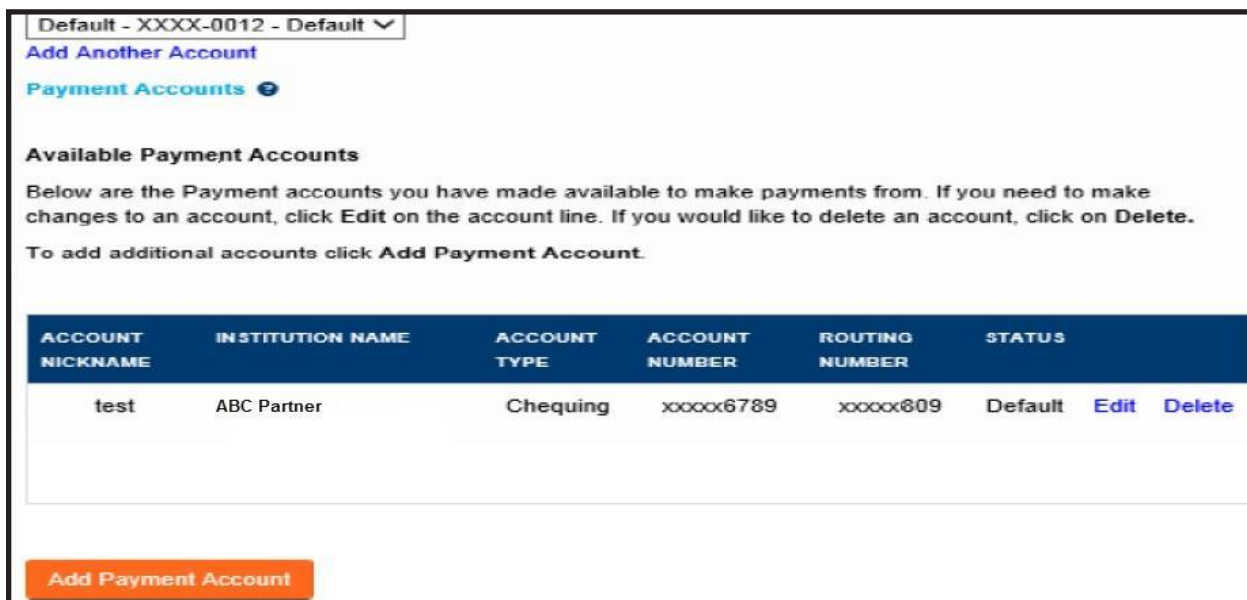 Default - XXXX-0012 - Default
Add Another Account
Payment Accounts ?
Available Payment Accounts
Below are the Payment accounts you have made available to make payments from. If you need to make
changes to an account, click Edit on the account line. If you would like to delete an account, click on Delete.
To add additional accounts click Add Payment Account.
ACCOUNT NICKNAME INSTITUTION NAME ACCOUNT TYPE ACCOUNT NUMBER ROUTING NUMBER STATUS
test ABC Partner Chequing xxxxx6789 xxxxx809 Default Edit Delete
Add Payment Account